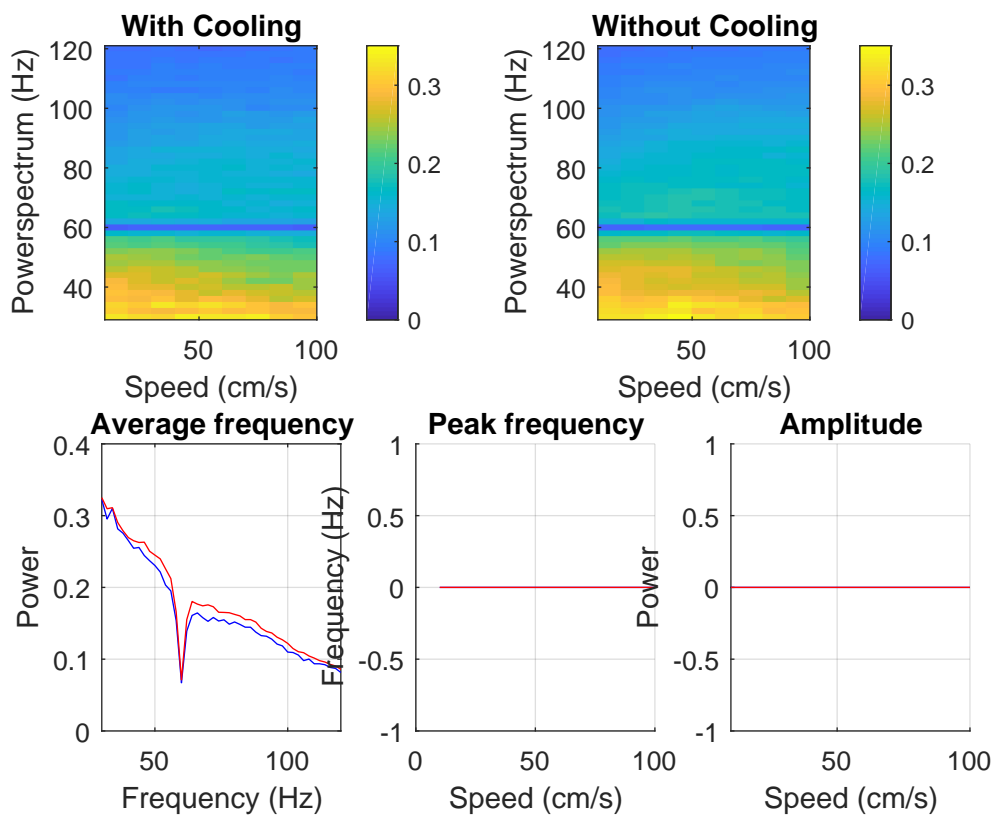 With Cooling
Powerspectrum (Hz)
120
100
80
60
40
50
100
Speed (cm/s)
0.3
0.2
0.1
0
Without Cooling
Powerspectrum (Hz)
120
100
80
60
40
50
100
Speed (cm/s)
0.3
0.2
0.1
0
Average frequency
Power
0.4
0.3
0.2
0.1
0
50
100
Frequency (Hz)
Peak frequency
Frequency (Hz)
1
0.5
0
-0.5
-1
0
50
100
Speed (cm/s)
Amplitude
Power
1
0.5
0
-0.5
-1
50
100
Speed (cm/s)